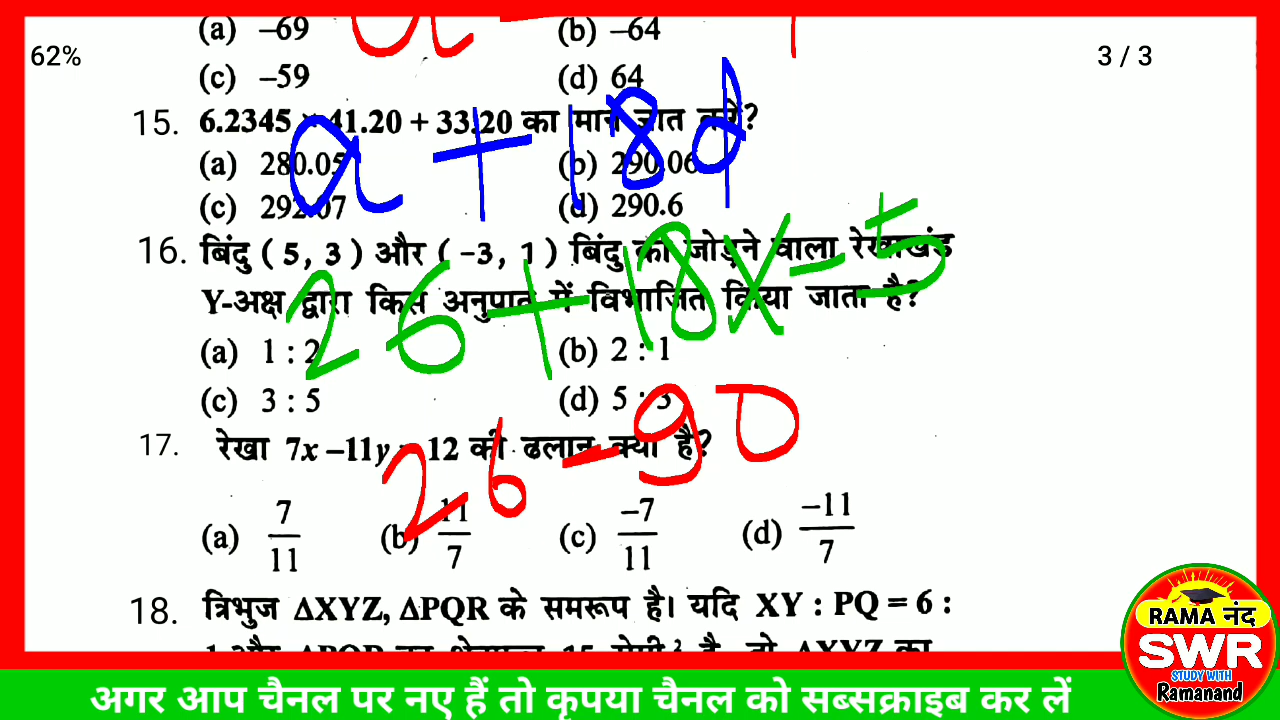 (a) –69 (b) –64
62% 3 / 3
(c) –59 (d) 64
15. 6.2345 × 41.20 + 33.20 का मान ज्ञात करें?
(a) 280.05 (b) 290.06
(c) 292.07 (d) 290.6
a + 18d
16. बिंदु ( 5, 3 ) और ( –3, 1 ) बिंदु को जोड़ने वाला रेखाखंड
Y-अक्ष द्वारा किस अनुपात में विभाजित किया जाता है?
26 + 18 x – 5
(a) 1 : 2 (b) 2 : 1
(c) 3 : 5 (d) 5 : 3
26 – 90
17. रेखा 7x –11y 12 की ढलान क्या है?
(a) 7/11 (b) 11/7 (c) –7/11 (d) –11/7
18. त्रिभुज ΔXYZ, ΔPQR के समरूप है। यदि XY : PQ = 6 :
RAMA नंद
SWR
STUDY WITH
Ramanand
अगर आप चैनल पर नए हैं तो कृपया चैनल को सब्सक्राइब कर लें